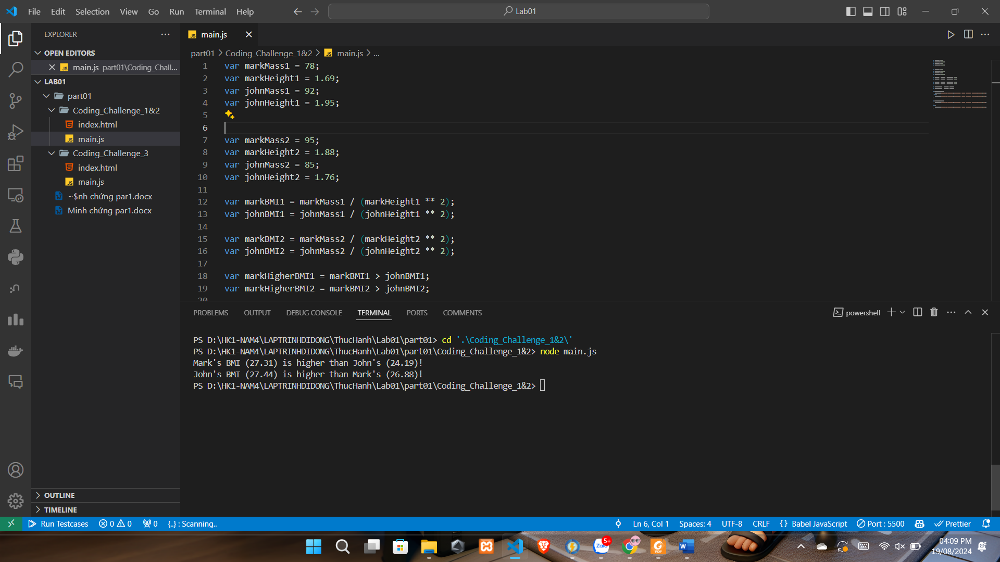 File Edit Selection View Go Run Terminal Help
Lab01
EXPLORER
main.js
OPEN EDITORS
main.js part01\Coding_Chall...
LAB01
part01
Coding_Challenge_1&2
index.html
main.js
Coding_Challenge_3
index.html
main.js
~$nh chứng par1.docx
Minh chứng par1.docx
OUTLINE
TIMELINE
part01 > Coding_Challenge_1&2 > main.js > ...
1 var markMass1 = 78;
2 var markHeight1 = 1.69;
3 var johnMass1 = 92;
4 var johnHeight1 = 1.95;
5
6
7 var markMass2 = 95;
8 var markHeight2 = 1.88;
9 var johnMass2 = 85;
10 var johnHeight2 = 1.76;
11
12 var markBMI1 = markMass1 / (markHeight1 ** 2);
13 var johnBMI1 = johnMass1 / (johnHeight1 ** 2);
14
15 var markBMI2 = markMass2 / (markHeight2 ** 2);
16 var johnBMI2 = johnMass2 / (johnHeight2 ** 2);
17
18 var markHigherBMI1 = markBMI1 > johnBMI1;
19 var markHigherBMI2 = markBMI2 > johnBMI2;
20
PROBLEMS OUTPUT DEBUG CONSOLE TERMINAL PORTS COMMENTS
powershell
PS D:\HK1-NAM4\LAPTRINHDIDONG\ThucHanh\Lab01\part01> cd '.\Coding_Challenge_1&2\'
PS D:\HK1-NAM4\LAPTRINHDIDONG\ThucHanh\Lab01\part01\Coding_Challenge_1&2> node main.js
Mark's BMI (27.31) is higher than John's (24.19)!
John's BMI (27.44) is higher than Mark's (26.88)!
PS D:\HK1-NAM4\LAPTRINHDIDONG\ThucHanh\Lab01\part01\Coding_Challenge_1&2>
Run Testcases 0 0 0 {..} : Scanning.. Ln 6, Col 1 Spaces: 4 UTF-8 CRLF {} Babel JavaScript Port : 5500 Prettier
Zalo 5+
PDF
W
04:09 PM
19/08/2024